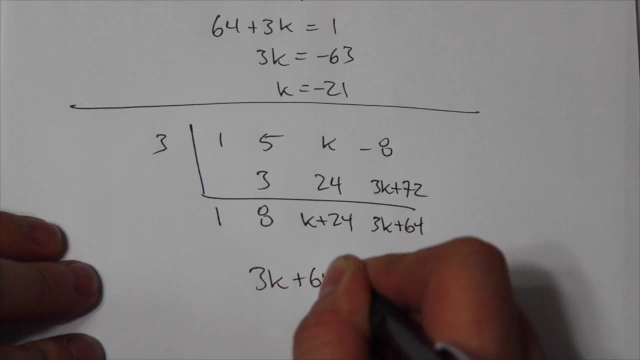 64 + 3k = 1
3k = -63
k = -21
3 1 5 k -8
3 24 3k+72
1 8 k+24 3k+64
3k + 6